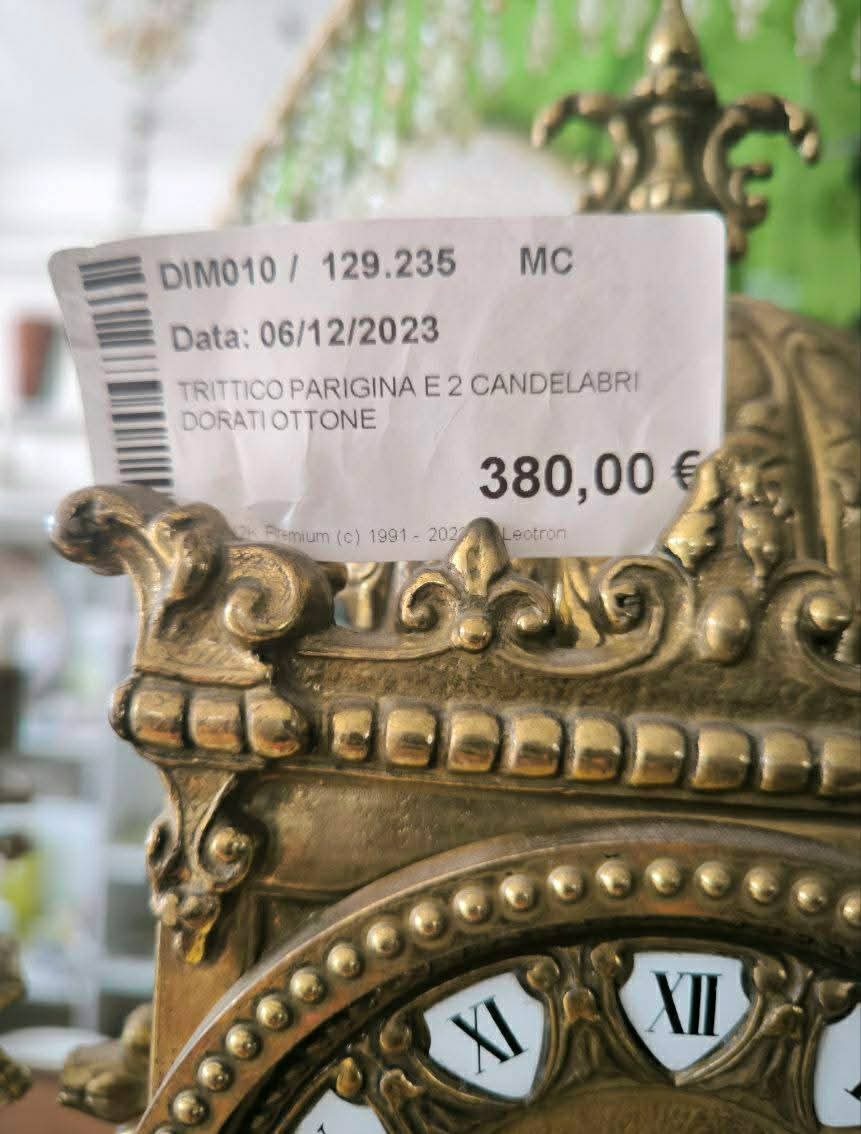 DIM010 / 129.235 MC
Data: 06/12/2023
TRITTICO PARIGINA E 2 CANDELABRI
DORATI OTTONE
380,00 €
Premium (c) 1991 - 202 Leotron
XI
XII